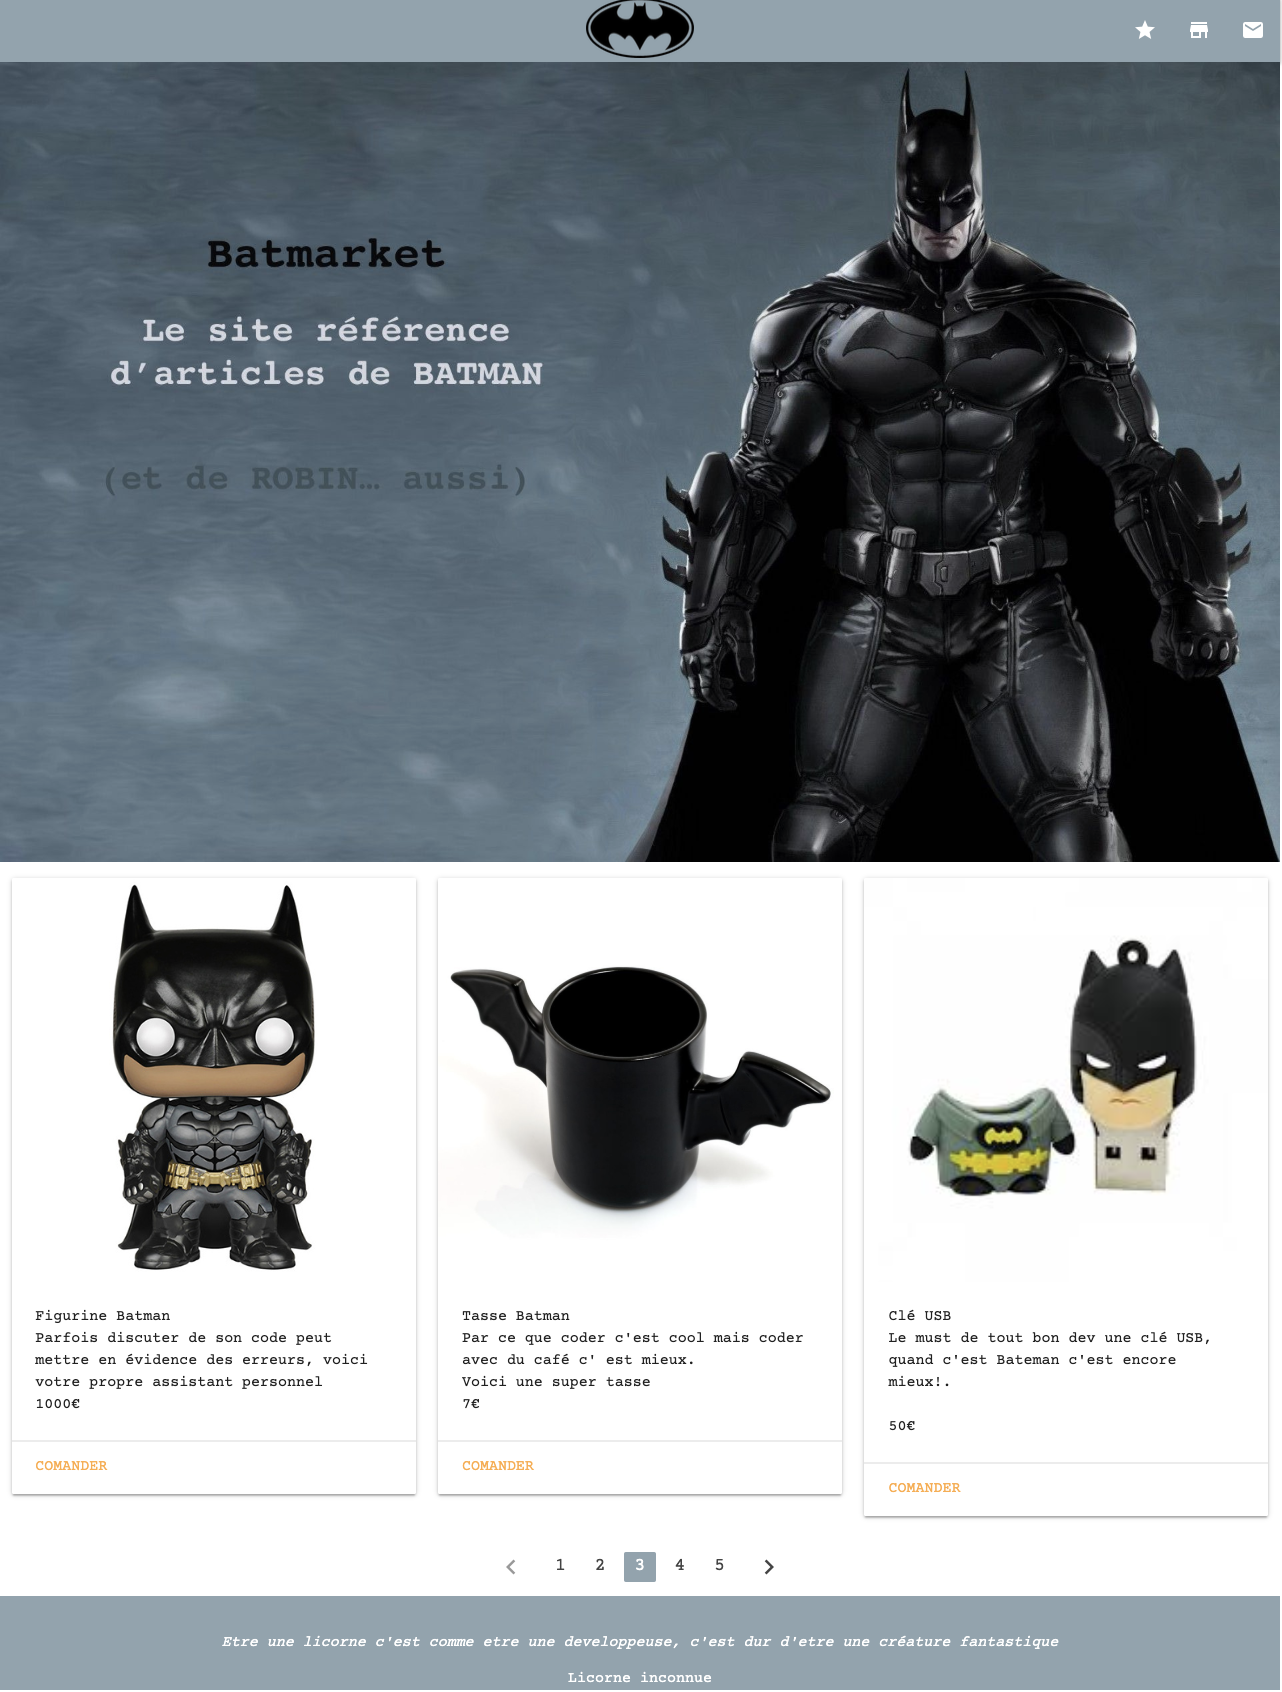 Batmarket
Le site référence
d’articles de BATMAN
(et de ROBIN… aussi)
Figurine Batman
Parfois discuter de son code peut
mettre en évidence des erreurs, voici
votre propre assistant personnel
1000€
COMANDER
Tasse Batman
Par ce que coder c'est cool mais coder
avec du café c' est mieux.
Voici une super tasse
7€
COMANDER
Clé USB
Le must de tout bon dev une clé USB,
quand c'est Bateman c'est encore
mieux!.
50€
COMANDER
1 2 3 4 5
Etre une licorne c'est comme etre une developpeuse, c'est dur d'etre une créature fantastique
Licorne inconnue